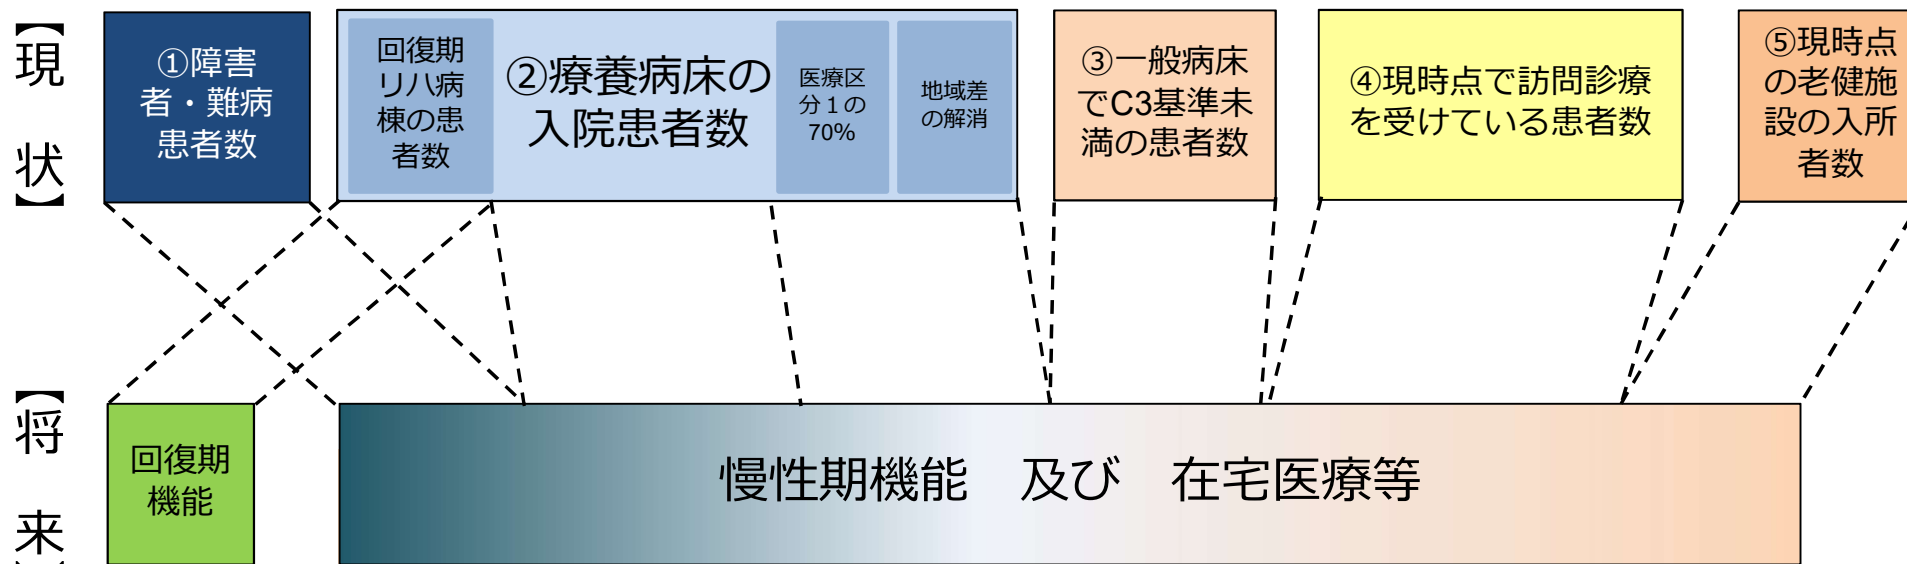 【現状】
①障害
者・難病
患者数
回復期
リハ病
棟の患
者数
②療養病床の
入院患者数
医療区
分１の
70%
地域差
の解消
③一般病床
でC3基準未
満の患者数
④現時点で訪問診療
を受けている患者数
⑤現時点
の老健施
設の入所
者数
【将来】
回復期
機能
慢性期機能　及び　在宅医療等